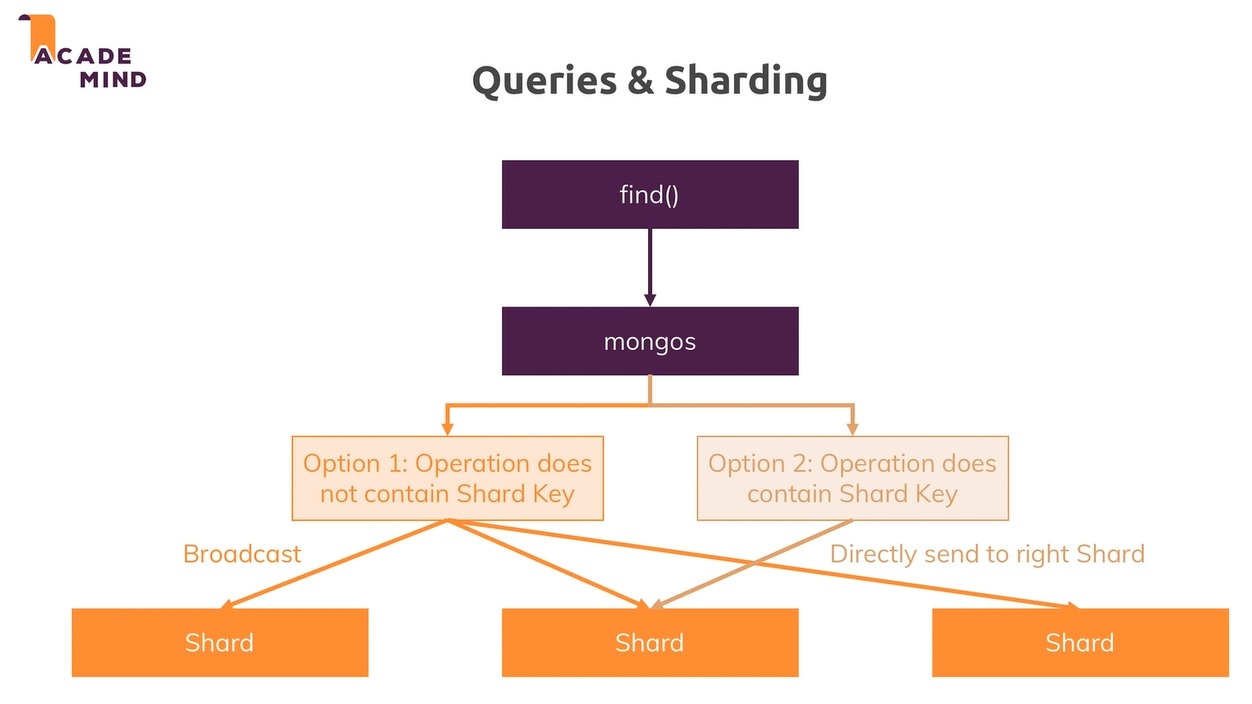 ACADE
MIND
Queries & Sharding
find()
mongos
Option 1: Operation does
not contain Shard Key
Option 2: Operation does
contain Shard Key
Broadcast
Directly send to right Shard
Shard
Shard
Shard